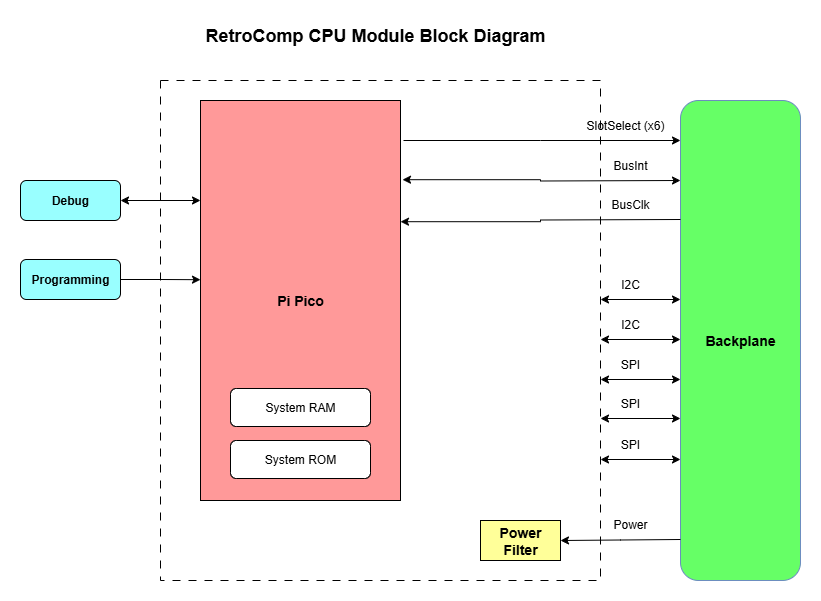 RetroComp CPU Module Block Diagram
SlotSelect (x6)
BusInt
Debug
BusClk
Programming
I2C
Pi Pico
I2C
Backplane
SPI
System RAM
SPI
SPI
System ROM
Power
Power
Filter